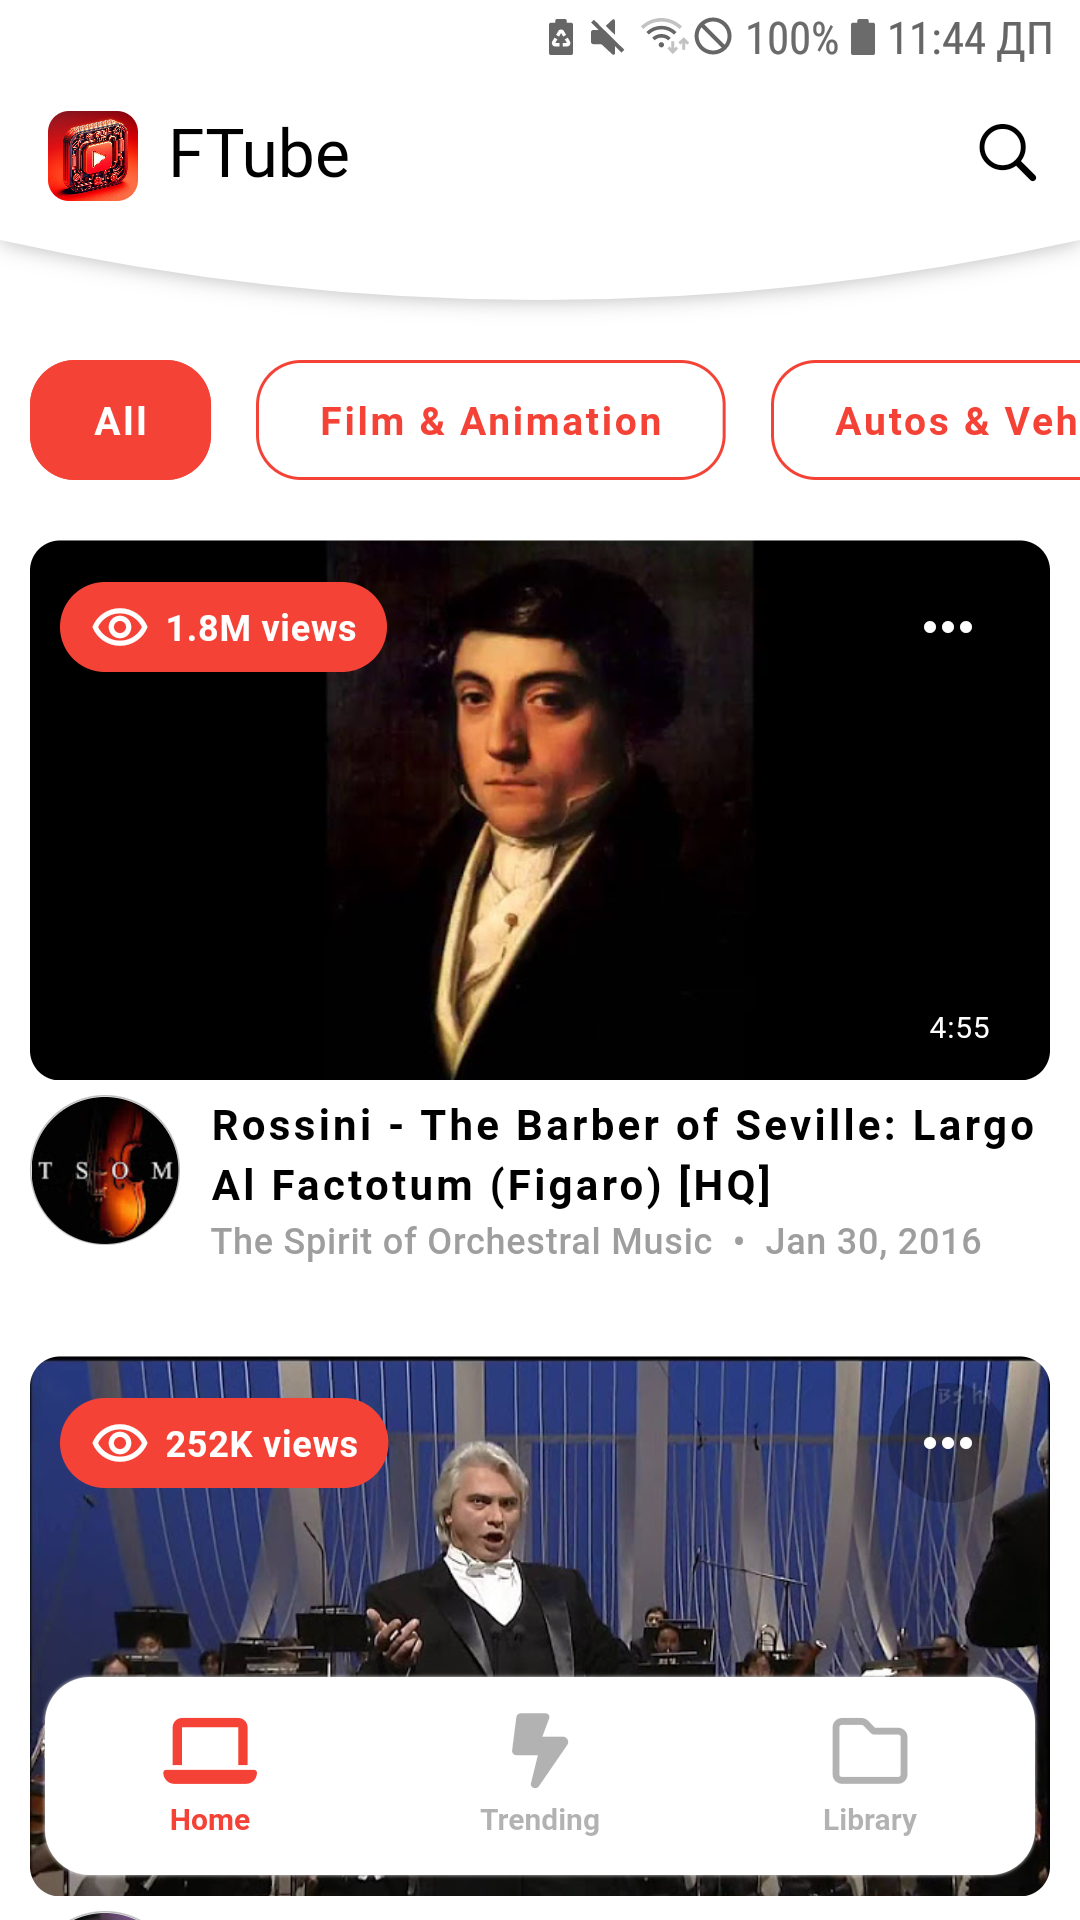 100% 11:44 ДП
FTube
All
Film & Animation
Autos & Veh
1.8M views
4:55
T S O M
Rossini - The Barber of Seville: Largo
Al Factotum (Figaro) [HQ]
The Spirit of Orchestral Music • Jan 30, 2016
BS hi
252K views
Home
Trending
Library